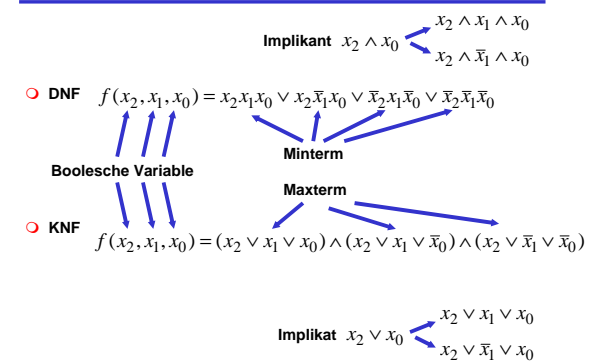 x₂ ∧ x₁ ∧ x₀
Implikant x₂ ∧ x₀
x₂ ∧ x̄₁ ∧ x₀
DNF f(x₂, x₁, x₀) = x₂x₁x₀ ∨ x₂x̄₁x₀ ∨ x̄₂x₁x̄₀ ∨ x̄₂x̄₁x̄₀
Minterm
Boolesche Variable
Maxterm
KNF f(x₂, x₁, x₀) = (x₂ ∨ x₁ ∨ x₀) ∧ (x₂ ∨ x₁ ∨ x̄₀) ∧ (x₂ ∨ x̄₁ ∨ x̄₀)
x₂ ∨ x₁ ∨ x₀
Implikat x₂ ∨ x₀
x₂ ∨ x̄₁ ∨ x₀